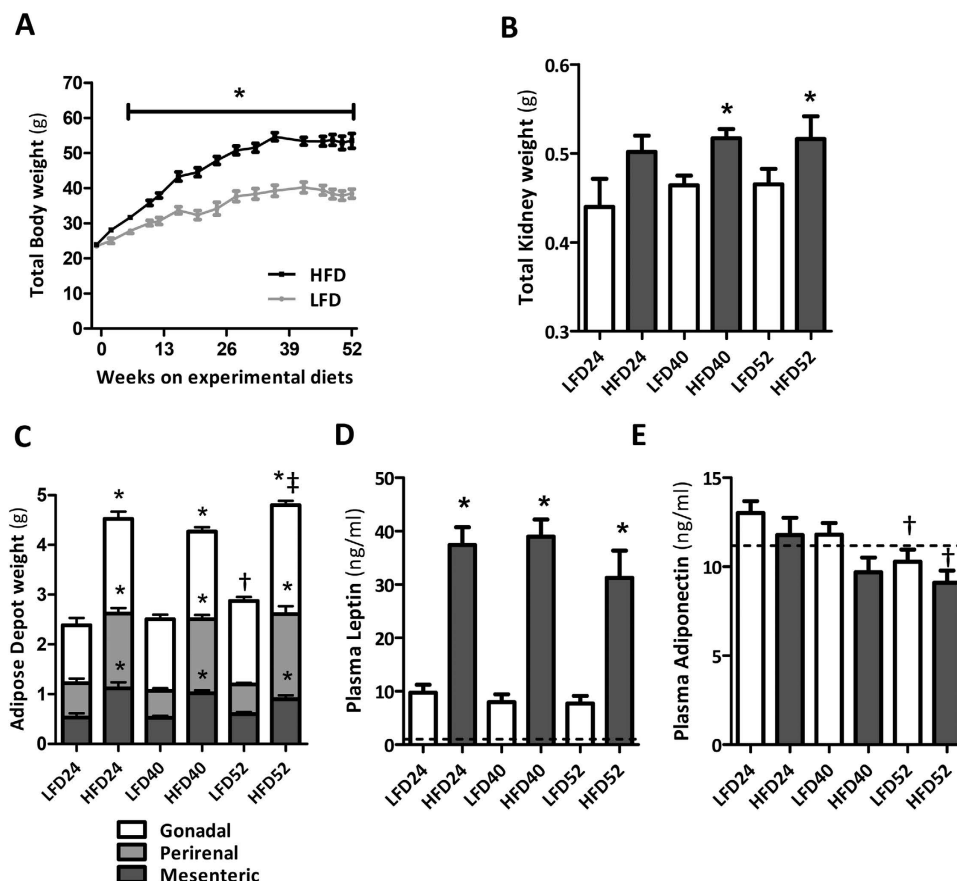 A
Total Body weight (g)
70
60
50
40
30
20
10
0
*
HFD
LFD
0 13 26 39 52
Weeks on experimental diets
B
Total Kidney weight (g)
0.6
0.5
0.4
0.3
* *
LFD24 HFD24 LFD40 HFD40 LFD52 HFD52
C
Adipose Depot weight (g)
5
4
3
2
1
0
* * † *‡
* * *
* * *
LFD24 HFD24 LFD40 HFD40 LFD52 HFD52
Gonadal
Perirenal
Mesenteric
D
Plasma Leptin (ng/ml)
50
40
30
20
10
0
* * *
LFD24 HFD24 LFD40 HFD40 LFD52 HFD52
E
Plasma Adiponectin (ng/ml)
15
10
5
0
† †
LFD24 HFD24 LFD40 HFD40 LFD52 HFD52